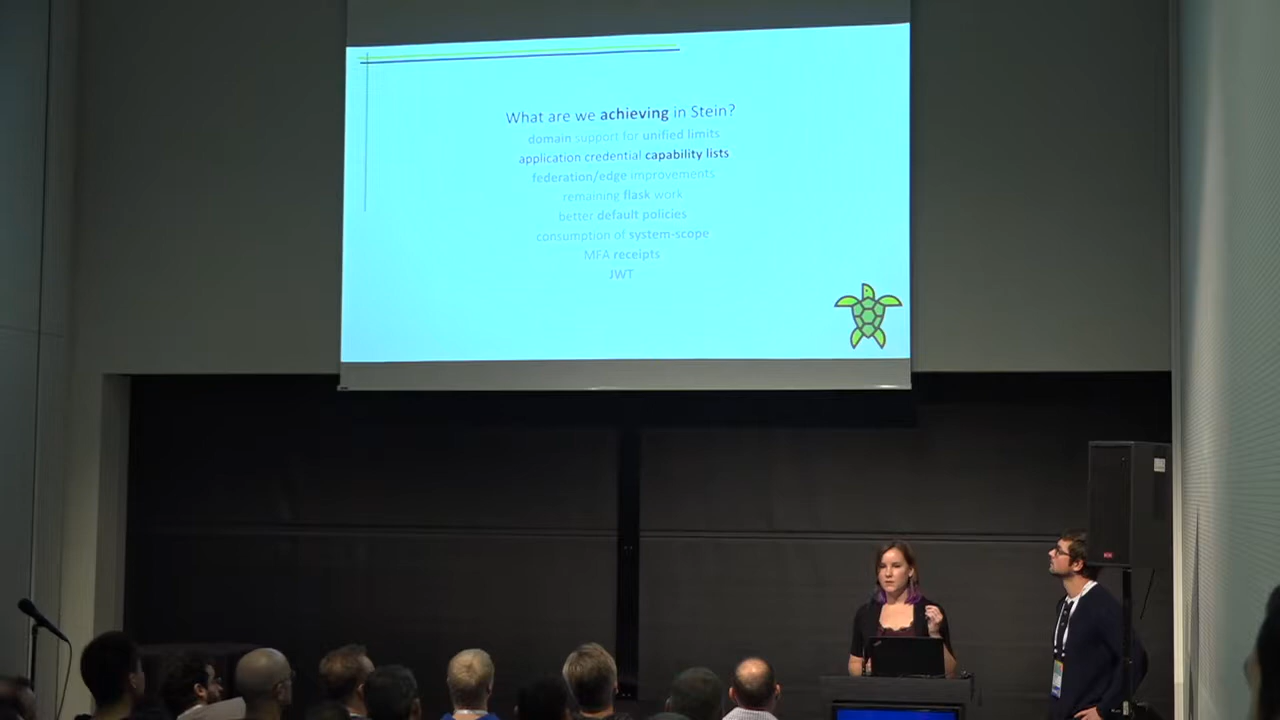 What are we achieving in Stein?
domain support for unified limits
application credential capability lists
federation/edge improvements
remaining flask work
better default policies
consumption of system-scope
MFA receipts
JWT